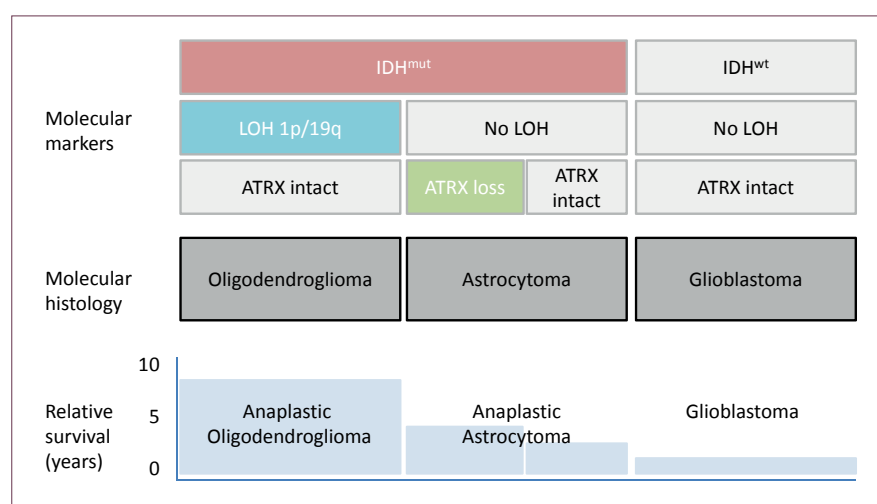 IDHmut
IDHwt
Molecular
markers
LOH 1p/19q
No LOH
No LOH
ATRX intact
ATRX loss
ATRX
intact
ATRX intact
Molecular
histology
Oligodendroglioma
Astrocytoma
Glioblastoma
Relative
survival
(years)
10
5
0
Anaplastic
Oligodendroglioma
Anaplastic
Astrocytoma
Glioblastoma